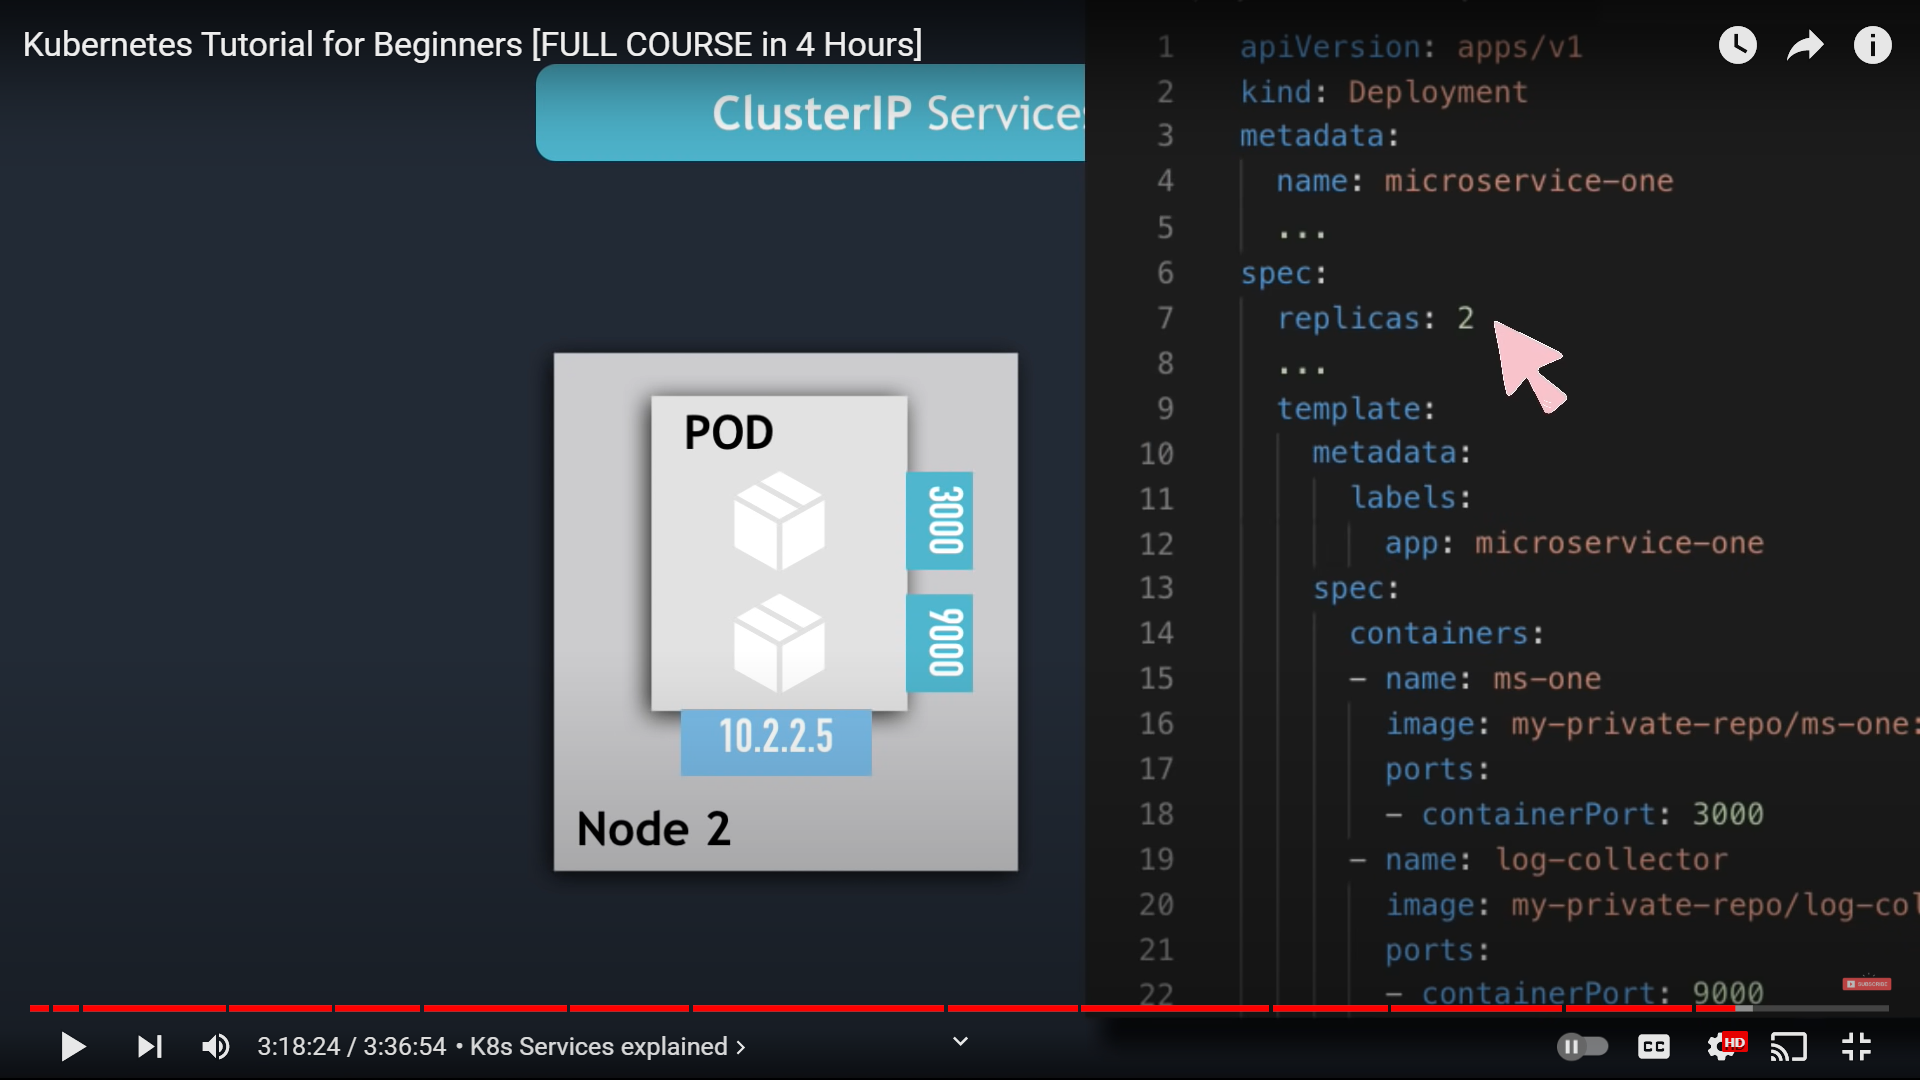 Kubernetes Tutorial for Beginners [FULL COURSE in 4 Hours]
ClusterIP Services
POD
3000
9000
10.2.2.5
Node 2
1 apiVersion: apps/v1
2 kind: Deployment
3 metadata:
4 name: microservice-one
5 ...
6 spec:
7 replicas: 2
8 ...
9 template:
10 metadata:
11 labels:
12 app: microservice-one
13 spec:
14 containers:
15 - name: ms-one
16 image: my-private-repo/ms-one:
17 ports:
18 - containerPort: 3000
19 - name: log-collector
20 image: my-private-repo/log-col
21 ports:
22 - containerPort: 9000
SUBSCRIBE
3:18:24 / 3:36:54 • K8s Services explained ›
CC
HD